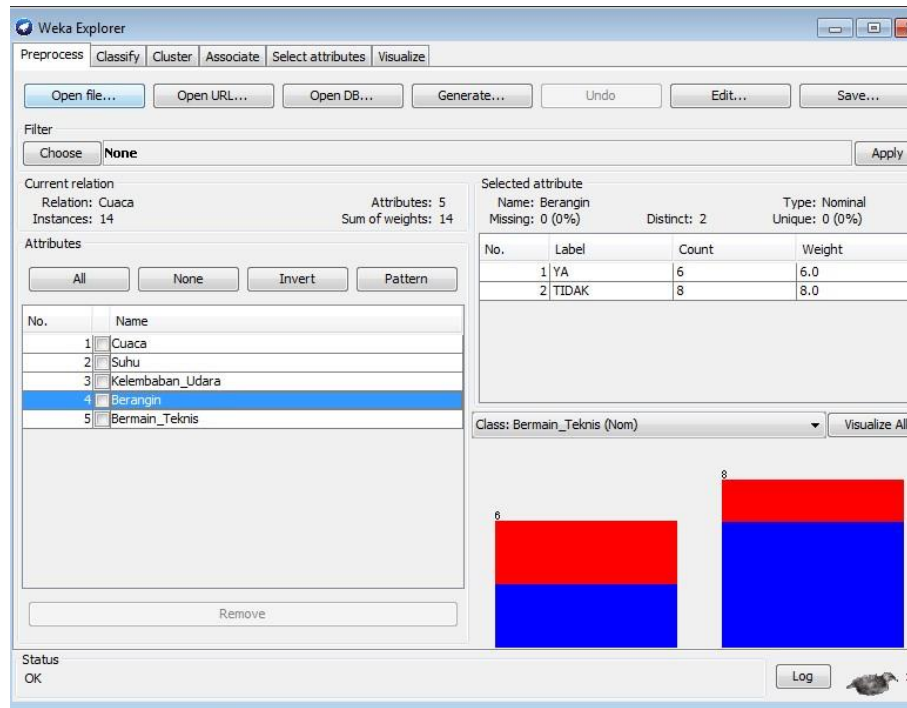 Weka Explorer
Preprocess Classify Cluster Associate Select attributes Visualize
Open file... Open URL... Open DB... Generate... Undo Edit... Save...
Filter
Choose None Apply
Current relation
Relation: Cuaca Attributes: 5
Instances: 14 Sum of weights: 14
Attributes
All None Invert Pattern
No. Name
1 Cuaca
2 Suhu
3 Kelembaban_Udara
4 Berangin
5 Bermain_Teknis
Remove
Selected attribute
Name: Berangin Type: Nominal
Missing: 0 (0%) Distinct: 2 Unique: 0 (0%)
No. Label Count Weight
1 YA 6 6.0
2 TIDAK 8 8.0
Class: Bermain_Teknis (Nom) Visualize All
6 8
Status
OK Log